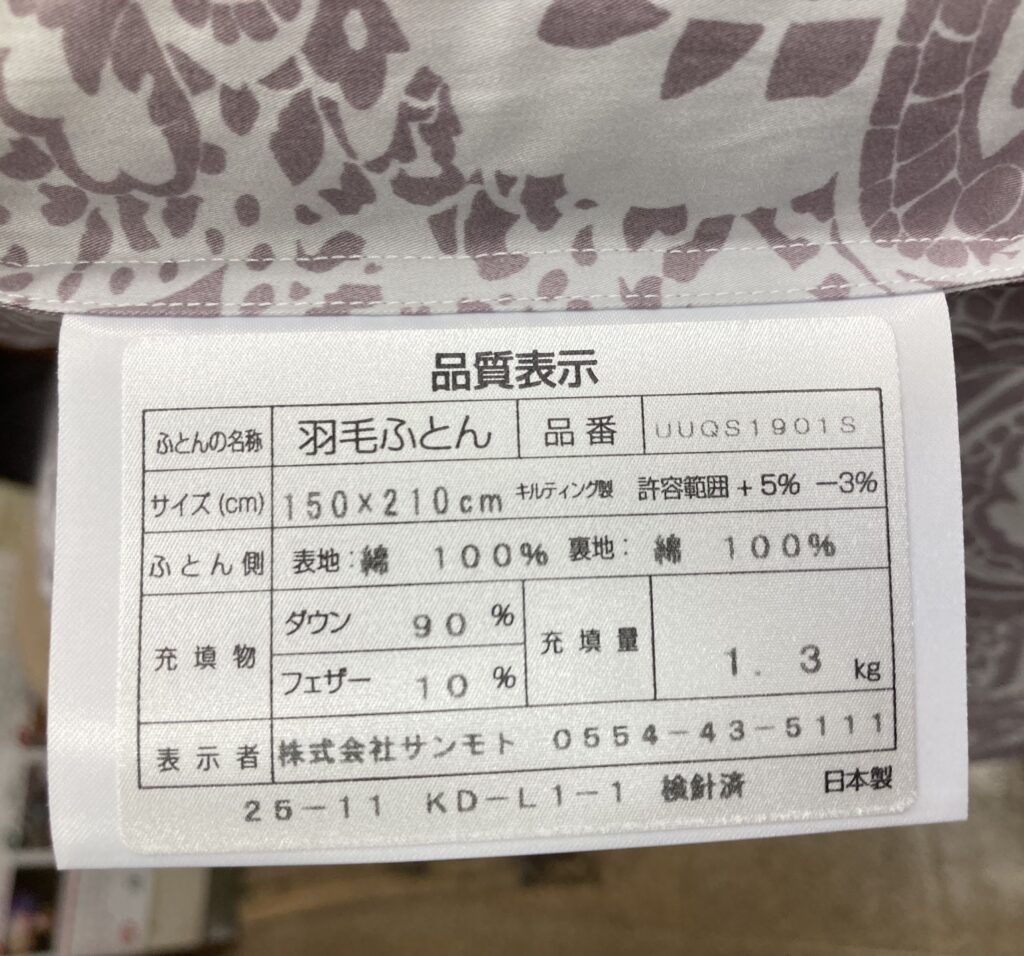 品質表示
ふとんの名称 羽毛ふとん 品番 UUQS1901S
サイズ(cm) 150×210cm キルティング製 許容範囲+5% −3%
ふとん側 表地:綿 100% 裏地: 綿 100%
充填物 ダウン 90% 充填量 1.3kg
フェザー 10%
表示者 株式会社サンモト 0554-43-5111
25-11 KD-L1-1 検針済 日本製